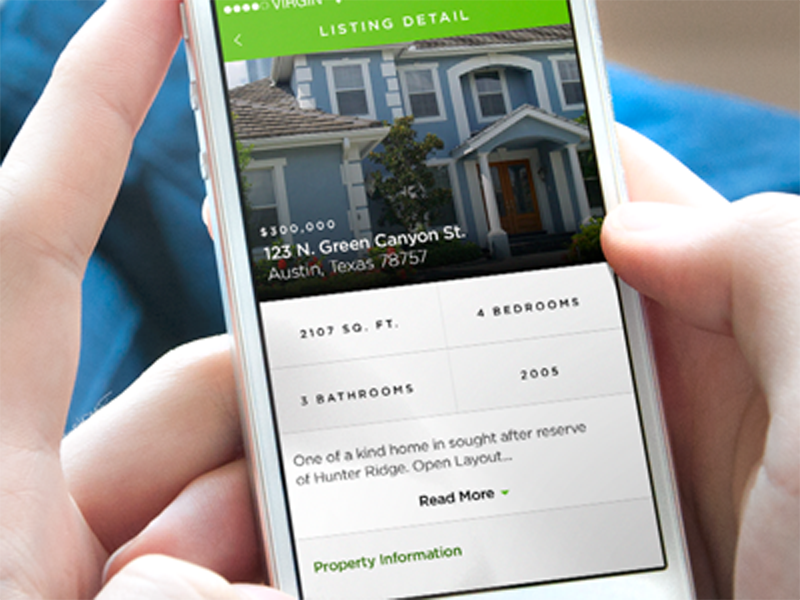 VIRGIN
LISTING DETAIL
$300,000
123 N. Green Canyon St.
Austin, Texas 78757
2107 SQ. FT.
4 BEDROOMS
3 BATHROOMS
2005
One of a kind home in sought after reserve
of Hunter Ridge. Open Layout...
Read More
Property Information